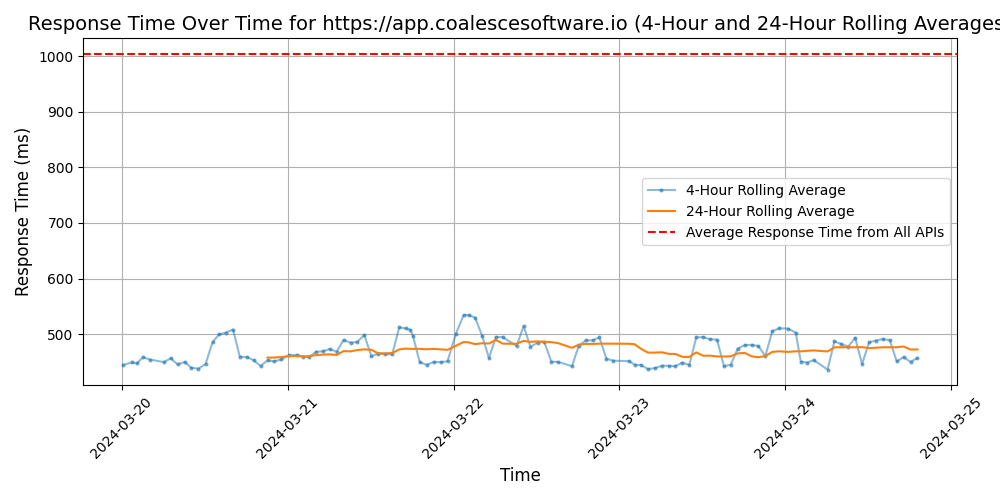 Response Time Over Time for https://app.coalescesoftware.io (4-Hour and 24-Hour Rolling Averages
Response Time (ms)
1000
900
800
700
600
500
4-Hour Rolling Average
24-Hour Rolling Average
Average Response Time from All APIs
2024-03-20
2024-03-21
2024-03-22
2024-03-23
2024-03-24
2024-03-25
Time